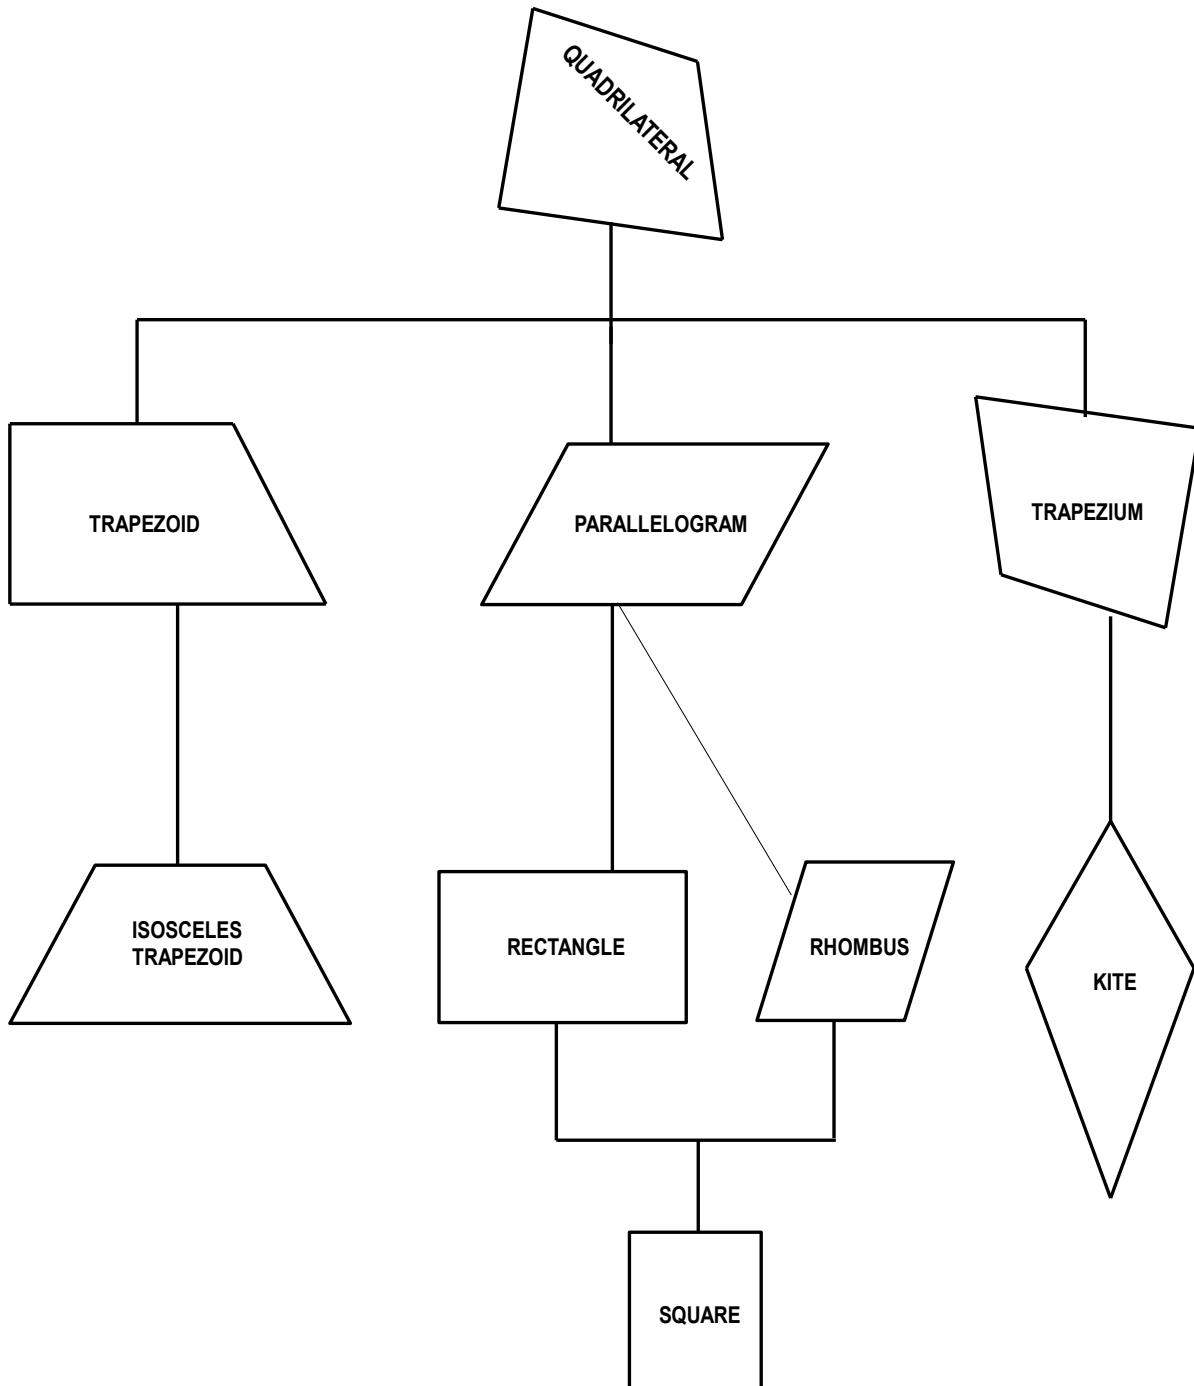 QUADRILATERAL
TRAPEZOID
PARALLELOGRAM
TRAPEZIUM
ISOSCELES
TRAPEZOID
RECTANGLE
RHOMBUS
KITE
SQUARE